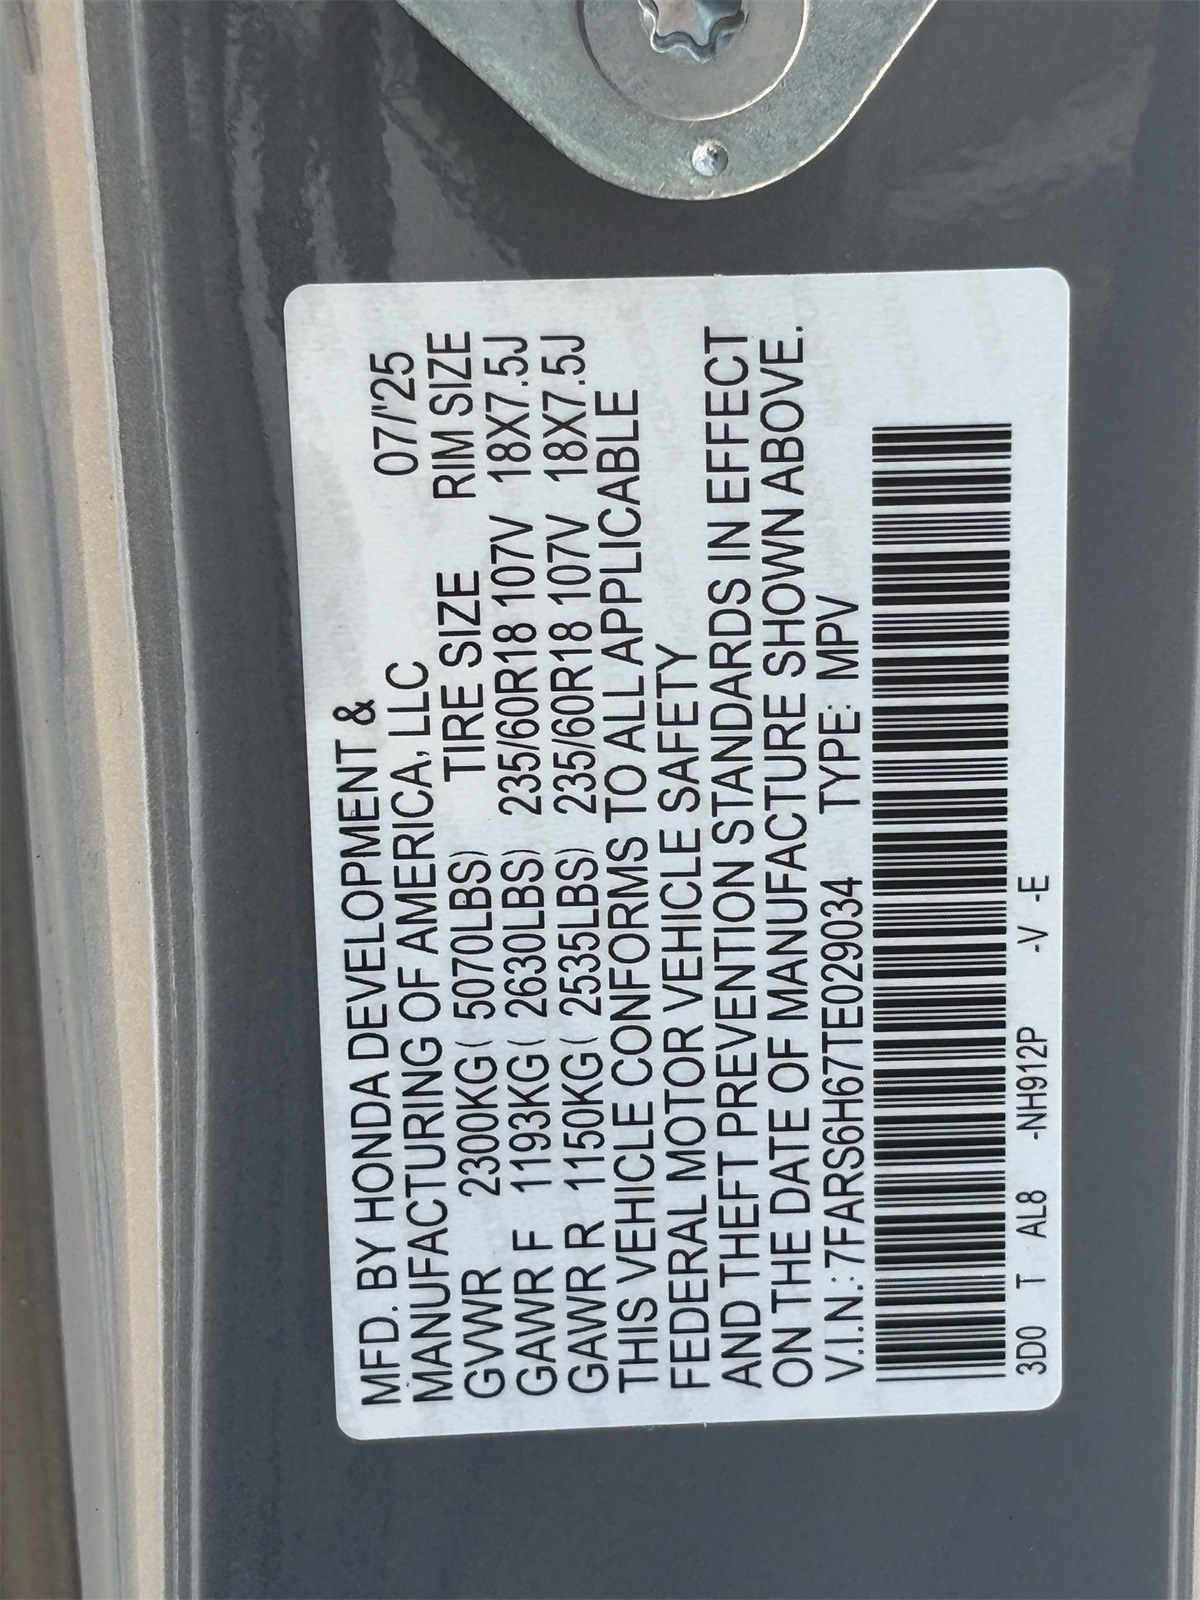 MFD. BY HONDA DEVELOPMENT &
MANUFACTURING OF AMERICA, LLC 07/'25
TIRE SIZE RIM SIZE
GVWR 2300KG( 5070LBS)
GAWR F 1193KG( 2630LBS) 235/60R18 107V 18X7.5J
GAWR R 1150KG( 2535LBS) 235/60R18 107V 18X7.5J
THIS VEHICLE CONFORMS TO ALL APPLICABLE
FEDERAL MOTOR VEHICLE SAFETY
AND THEFT PREVENTION STANDARDS IN EFFECT
ON THE DATE OF MANUFACTURE SHOWN ABOVE.
V.I.N.: 7FARS6H67TE029034 TYPE: MPV
3D0 T AL8 -NH912P -V -E